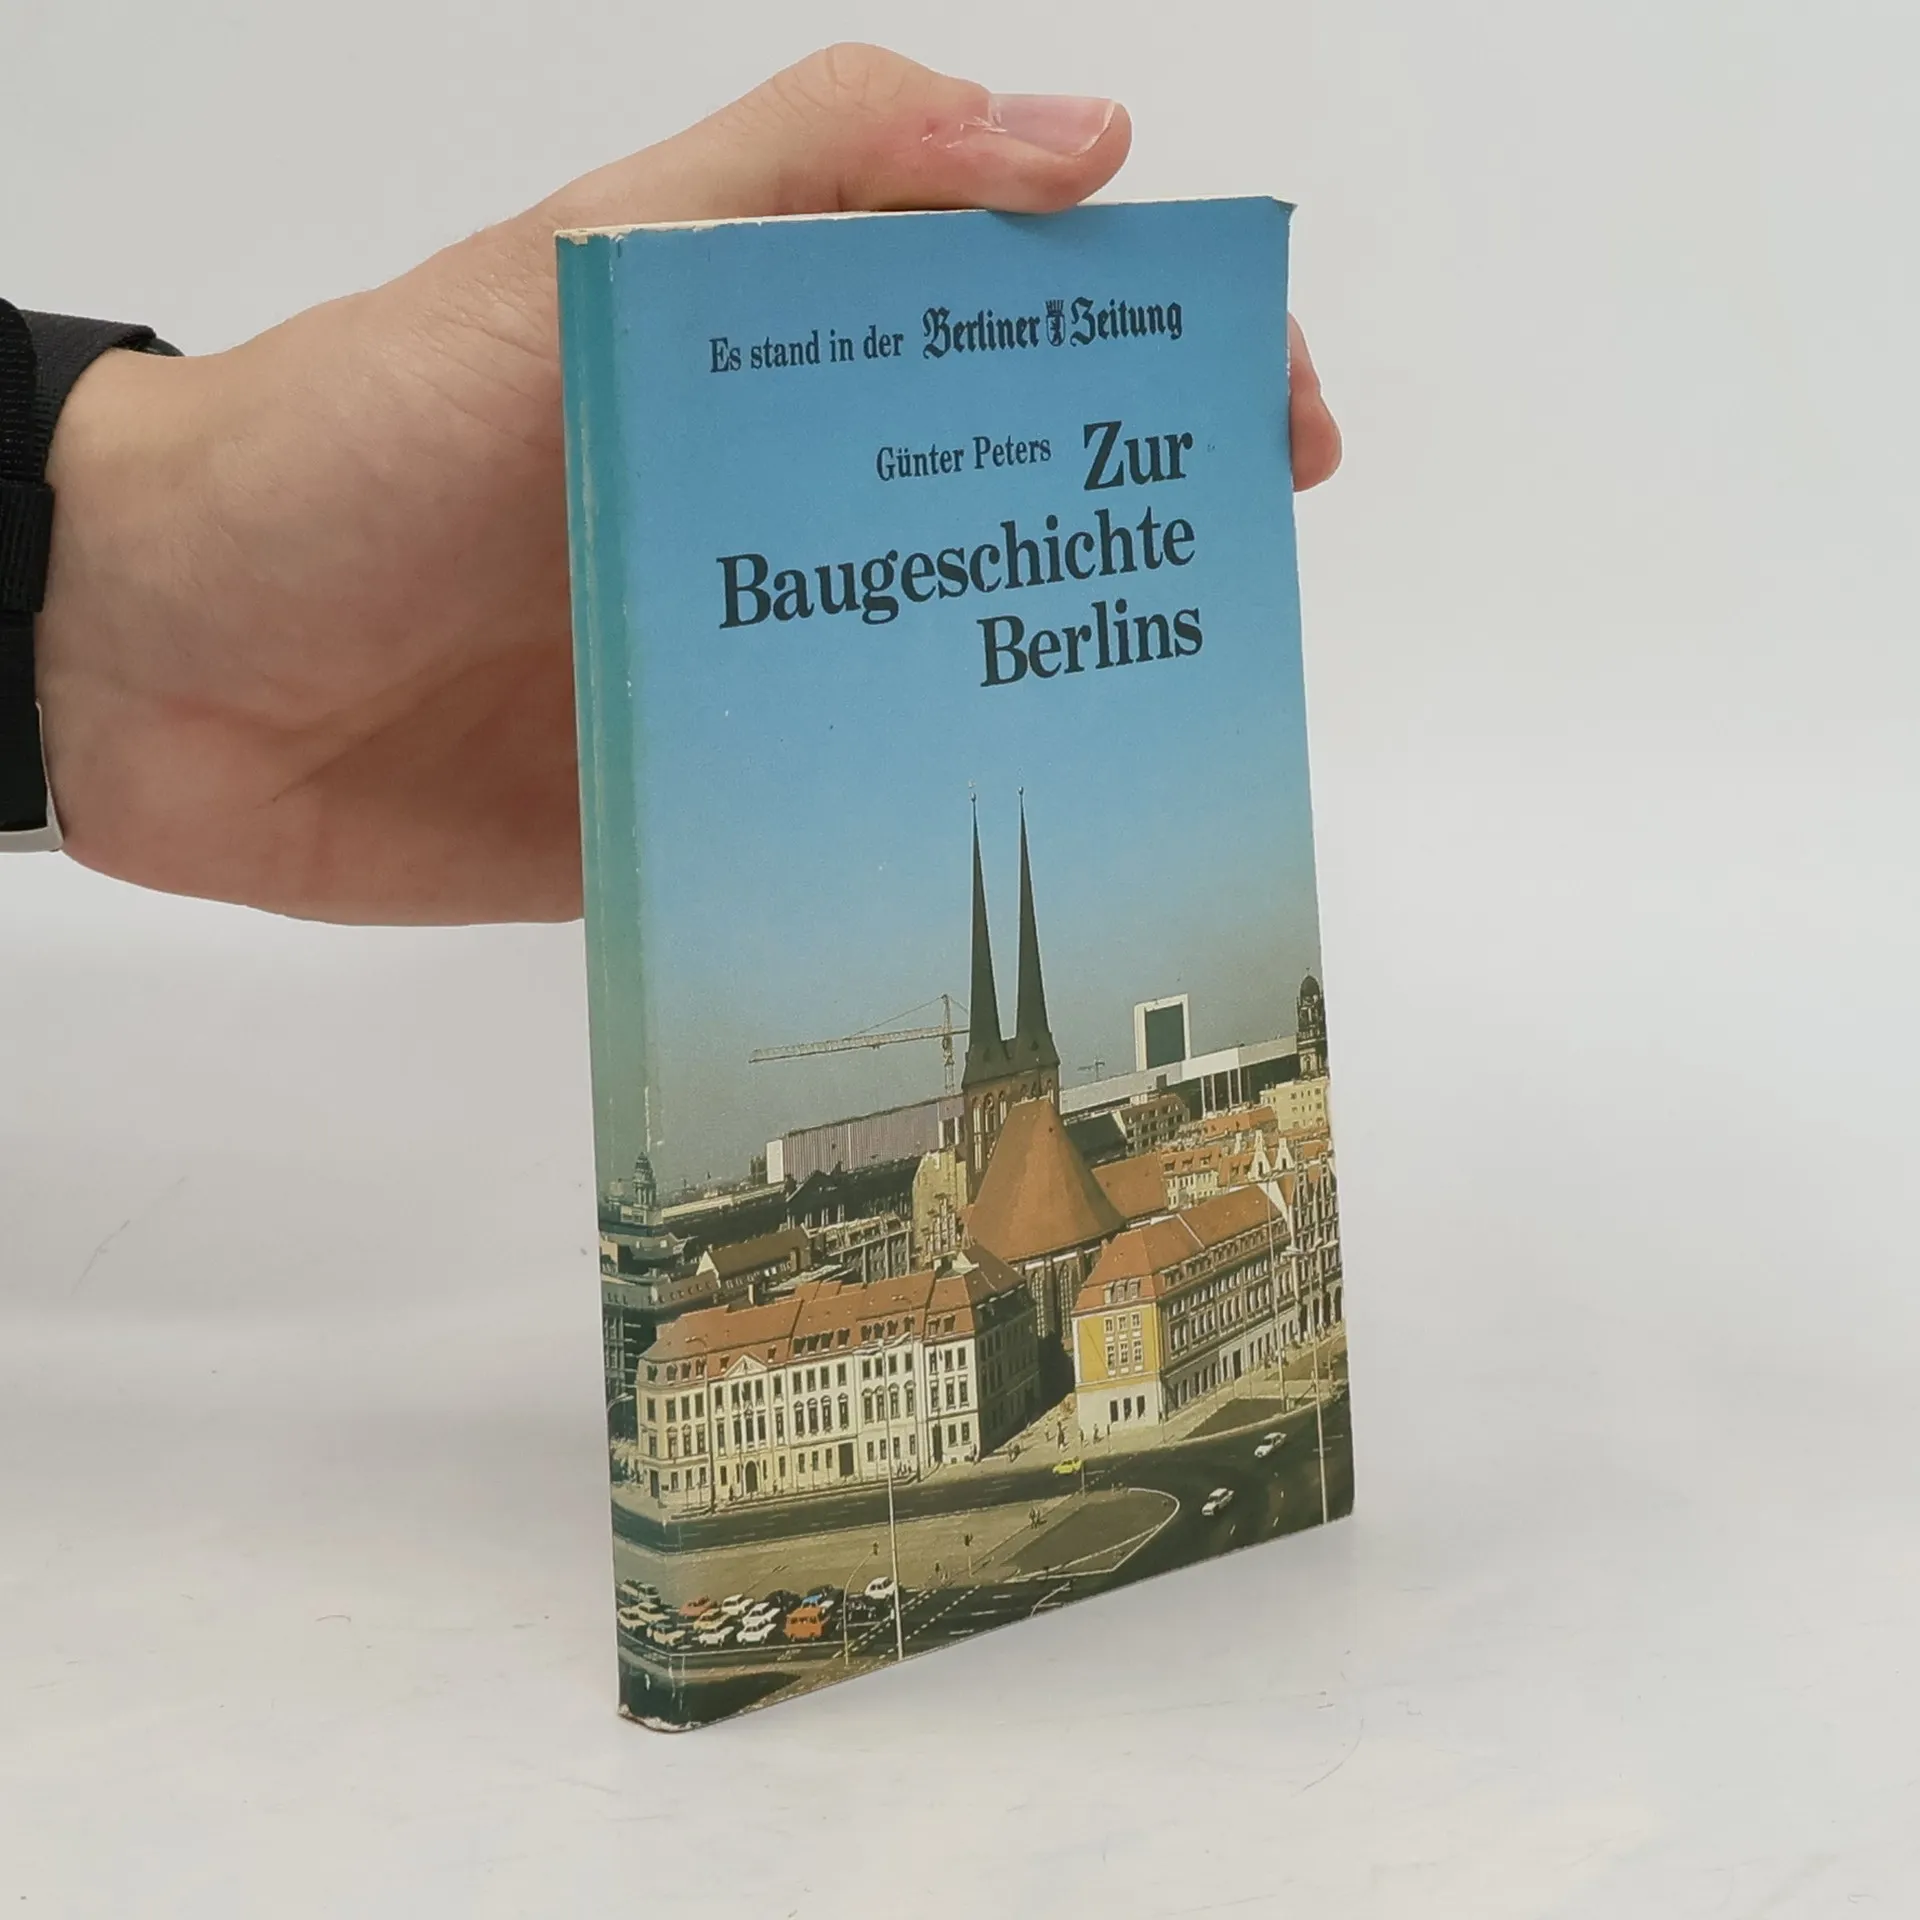 Es stand in der Berliner Zeitung
Günter Peters Zur
Baugeschichte
Berlins